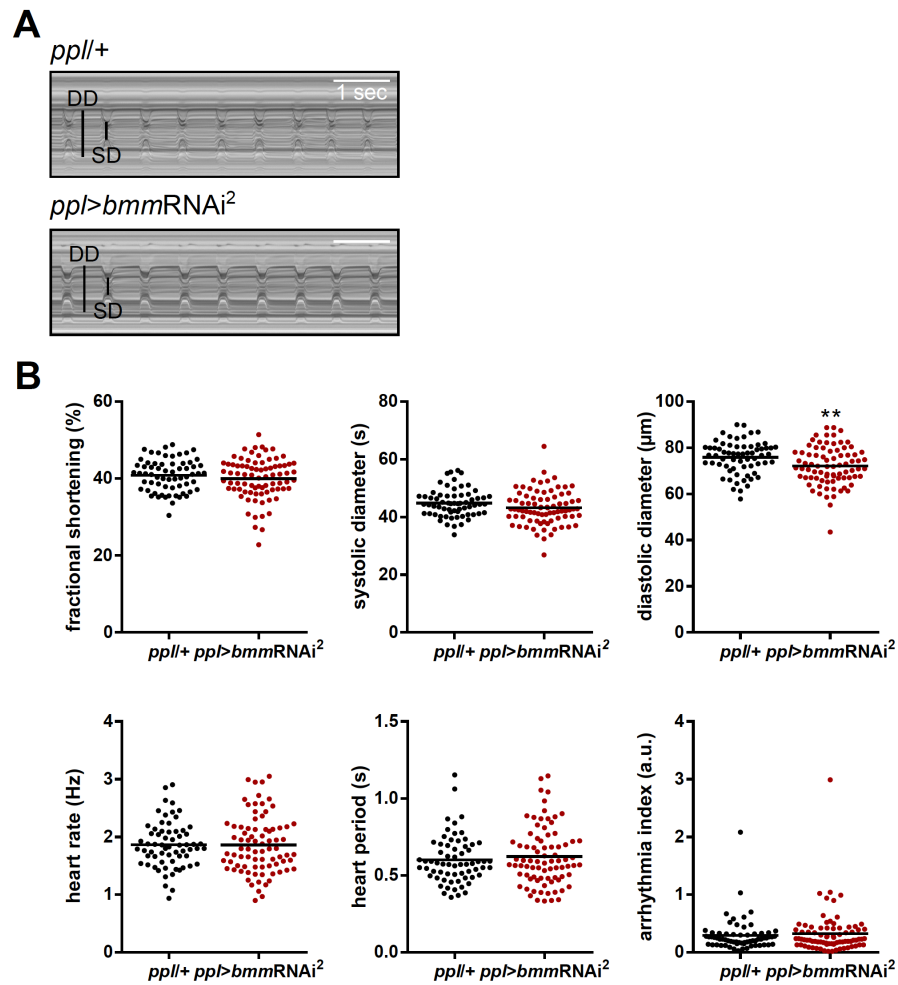 A
ppl/+
1 sec
DD
SD
ppl>bmmRNAi²
DD
SD
B
fractional shortening (%)
60
40
20
0
ppl/+ ppl>bmmRNAi²
systolic diameter (s)
80
60
40
20
0
ppl/+ ppl>bmmRNAi²
diastolic diameter (µm)
100
80
60
40
20
0
**
ppl/+ ppl>bmmRNAi²
heart rate (Hz)
4
3
2
1
0
ppl/+ ppl>bmmRNAi²
heart period (s)
1.5
1.0
0.5
0.0
ppl/+ ppl>bmmRNAi²
arrhythmia index (a.u.)
4
3
2
1
0
ppl/+ ppl>bmmRNAi²